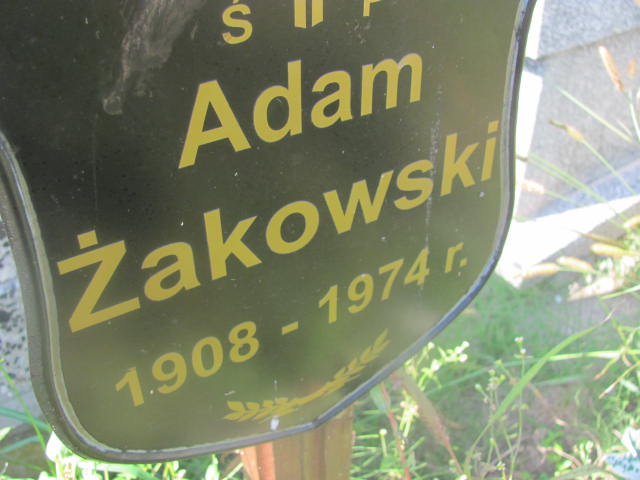 Ś P
Adam
Żakowski
1908 - 1974 r.